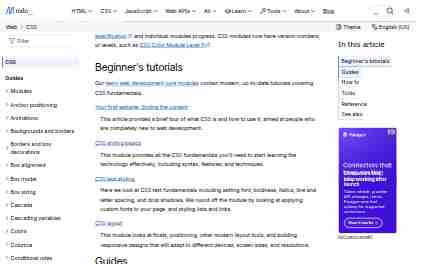 mdn
HTML CSS JavaScript Web APIs All Learn Tools About Blog
Web > CSS
Theme English (US)
Filter
CSS
Guides
Modules
Anchor positioning
Animations
Backgrounds and borders
Borders and box decorations
Box alignment
Box model
Box sizing
Cascade
Cascading variables
Colors
Columns
Conditional rules
specification and individual modules progress. CSS modules now have version numbers,
or levels, such as CSS Color Module Level 5.
Beginner's tutorials
Our learn web development core modules contain modern, up-to-date tutorials covering
CSS fundamentals.
Your first website: Styling the content
This article provides a brief tour of what CSS is and how to use it, aimed at people who
are completely new to web development.
CSS styling basics
This module provides all the CSS fundamentals you'll need to start learning the
technology effectively, including syntax, features, and techniques.
CSS text styling
Here we look at CSS text fundamentals including setting font, boldness, italics, line and
letter spacing, and drop shadows. We round off the module by looking at applying
custom fonts to your page, and styling lists and links.
CSS layout
This module looks at floats, positioning, other modern layout tools, and building
responsive designs that will adapt to different devices, screen sizes, and resolutions.
Guides
In this article
Beginner's tutorials
Guides
How to
Tools
Reference
See also